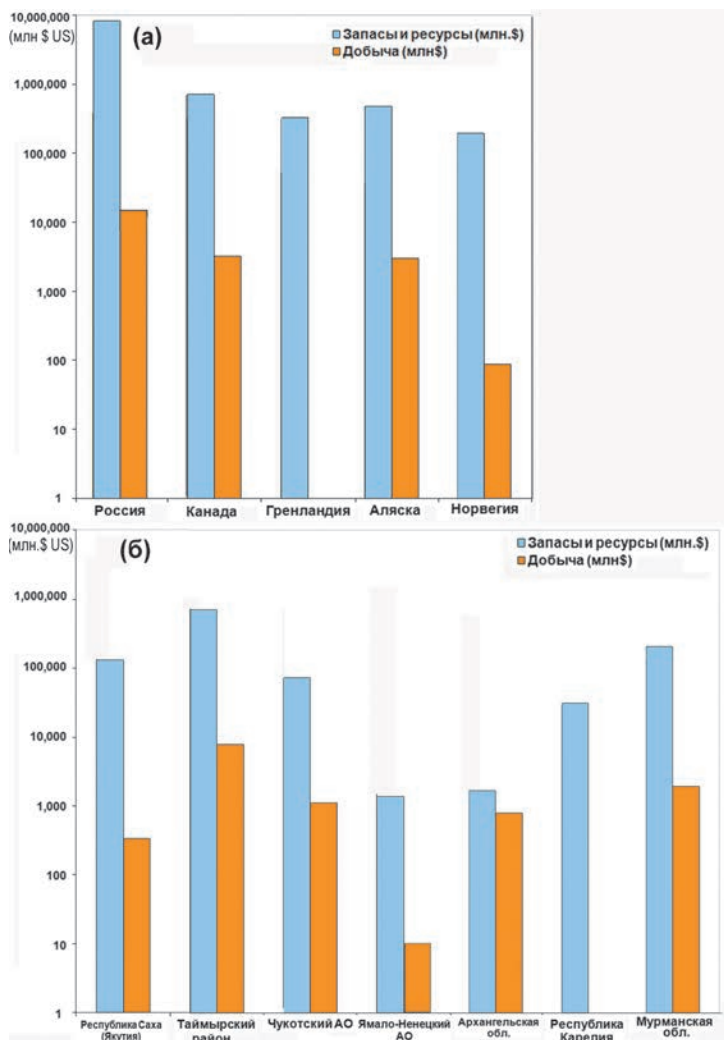 10,000,000
(млн $ US)
(а)
Запасы и ресурсы (млн.$)
Добыча (млн$)
1,000,000
100,000
10,000
1,000
100
10
1
Россия
Канада
Гренландия
Аляска
Норвегия
10,000,000
(млн.$ US)
(б)
Запасы и ресурсы (млн.$)
Добыча (млн$)
1,000,000
100,000
10,000
1,000
100
10
1
Республика Саха
(Якутия)
Таймырский
район
Чукотский АО
Ямало-Ненецкий
АО
Архангельская
обл.
Республика
Карелия
Мурманская
обл.